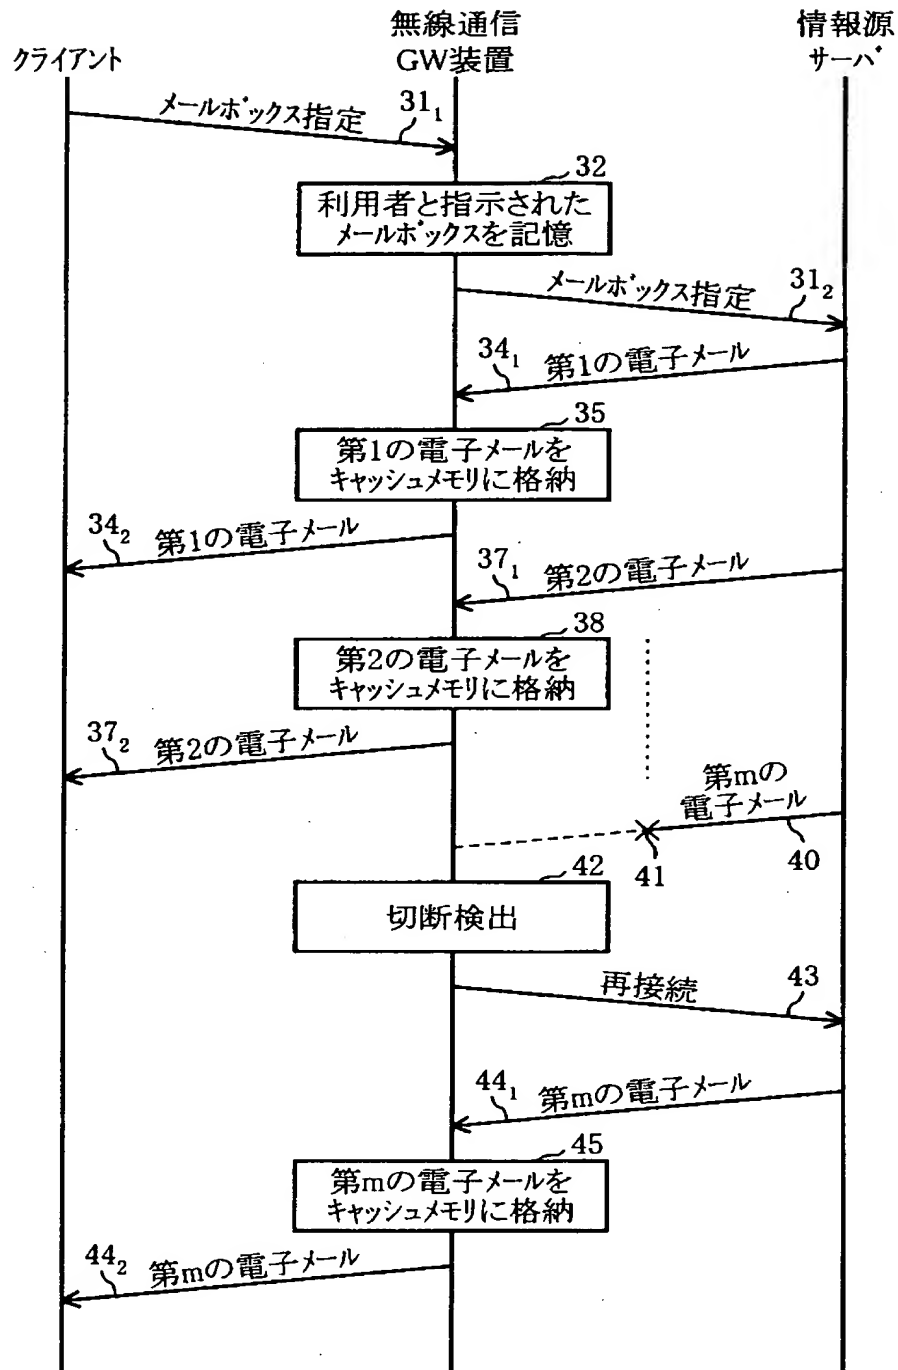 無線通信
GW装置
情報源
サーバ
クライアント
メールボックス指定
31₁
32
利用者と指示された
メールボックスを記憶
メールボックス指定
31₂
34₁
第1の電子メール
35
第1の電子メールを
キャッシュメモリに格納
34₂
第1の電子メール
37₁
第2の電子メール
38
第2の電子メールを
キャッシュメモリに格納
37₂
第2の電子メール
第mの
電子メール
41
40
42
切断検出
再接続
43
44₁
第mの電子メール
45
第mの電子メールを
キャッシュメモリに格納
44₂
第mの電子メール